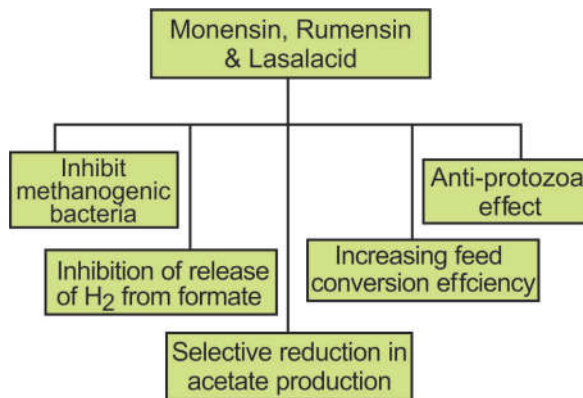 Monensin, Rumensin
& Lasalacid
Inhibit
methanogenic
bacteria
Anti-protozoa
effect
Inhibition of release
of H2 from formate
Increasing feed
conversion effciency
Selective reduction in
acetate production